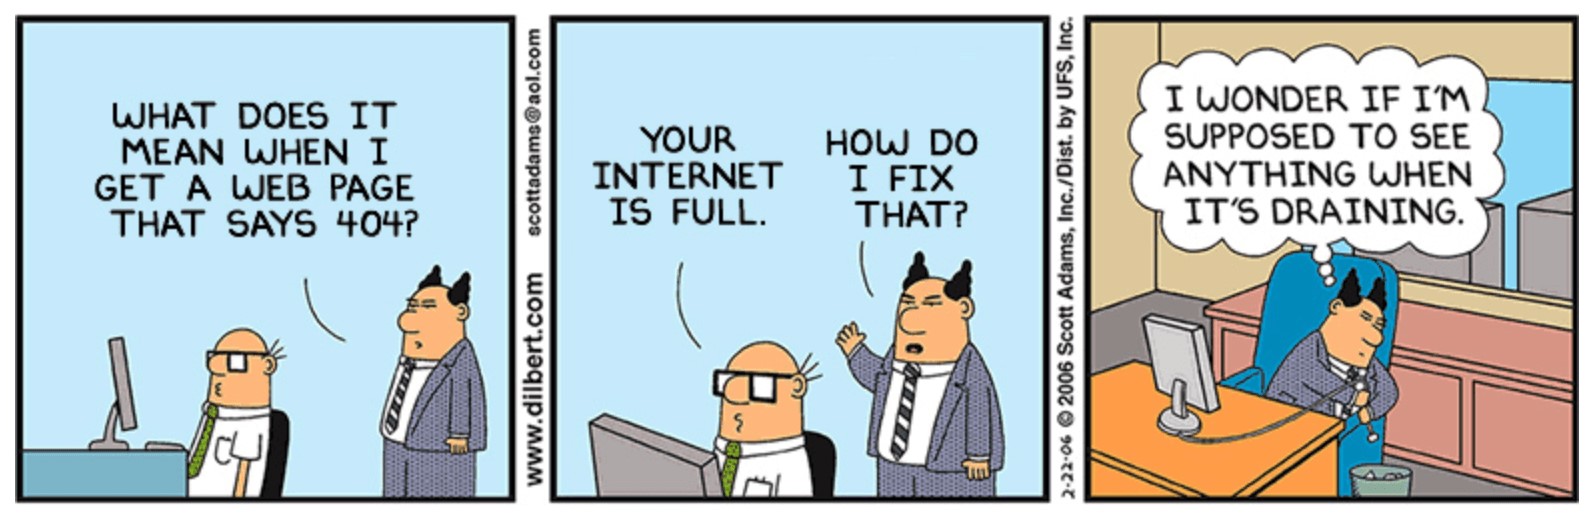 WHAT DOES IT
MEAN WHEN I
GET A WEB PAGE
THAT SAYS 404?
www.dilbert.com scottadams@aol.com
YOUR
INTERNET
IS FULL.
HOW DO
I FIX
THAT?
2-22-06 © 2006 Scott Adams, Inc./Dist. by UFS, Inc.
I WONDER IF I'M
SUPPOSED TO SEE
ANYTHING WHEN
IT'S DRAINING.